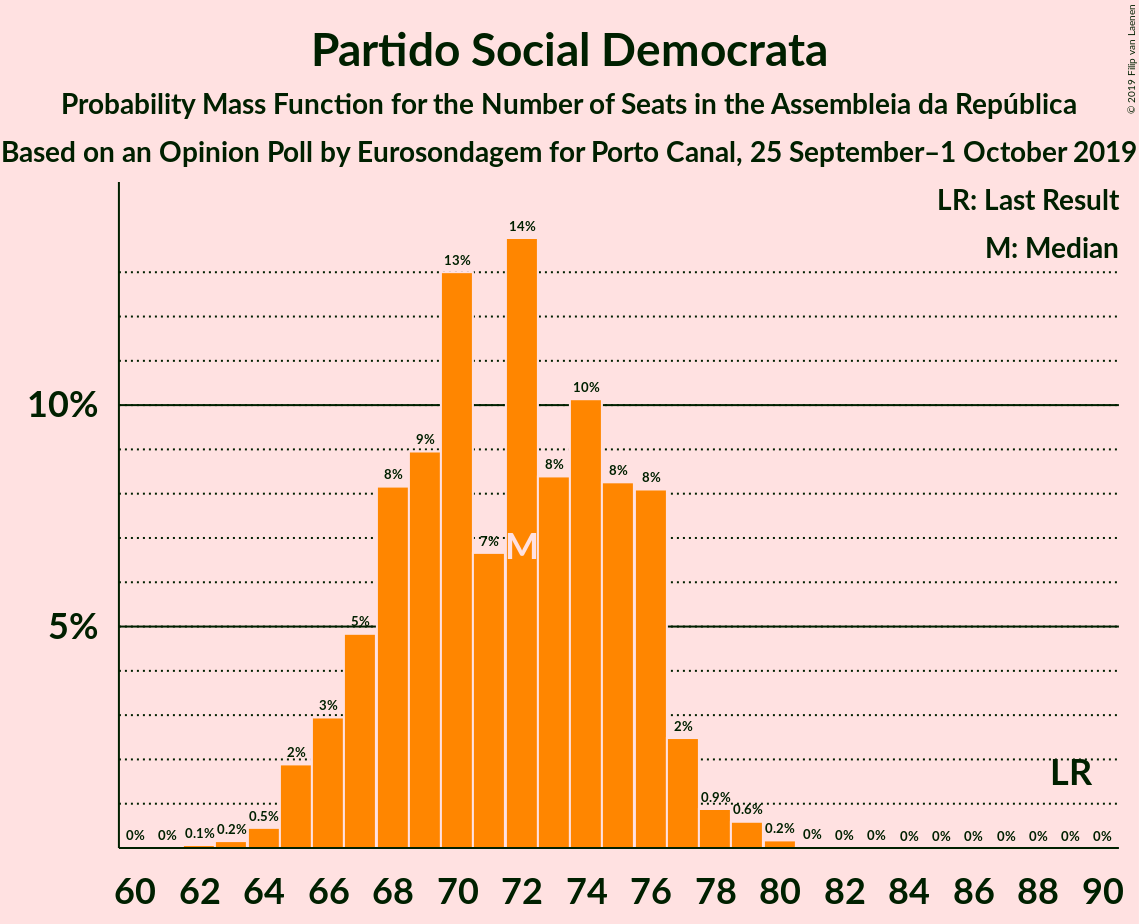 Partido Social Democrata
Probability Mass Function for the Number of Seats in the Assembleia da República
Based on an Opinion Poll by Eurosondagem for Porto Canal, 25 September–1 October 2019
© 2019 Filip van Laenen
LR: Last Result
M: Median
14%
13%
10%
10%
9%
8%
8%
8%
8%
7%
M
5%
5%
3%
2%
2%
LR
0.9%
0.6%
0.5%
0% 0% 0.1% 0.2% 0.2% 0% 0% 0% 0% 0% 0% 0% 0% 0% 0%
60 62 64 66 68 70 72 74 76 78 80 82 84 86 88 90